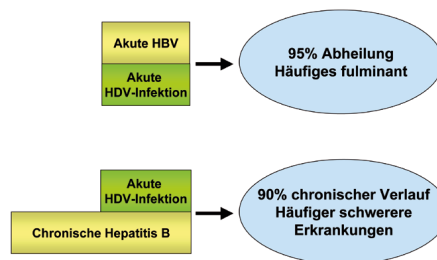 Akute HBV
Akute
HDV-Infektion
95% Abheilung
Häufiges fulminant
Akute
HDV-Infektion
Chronische Hepatitis B
90% chronischer Verlauf
Häufiger schwerere
Erkrankungen